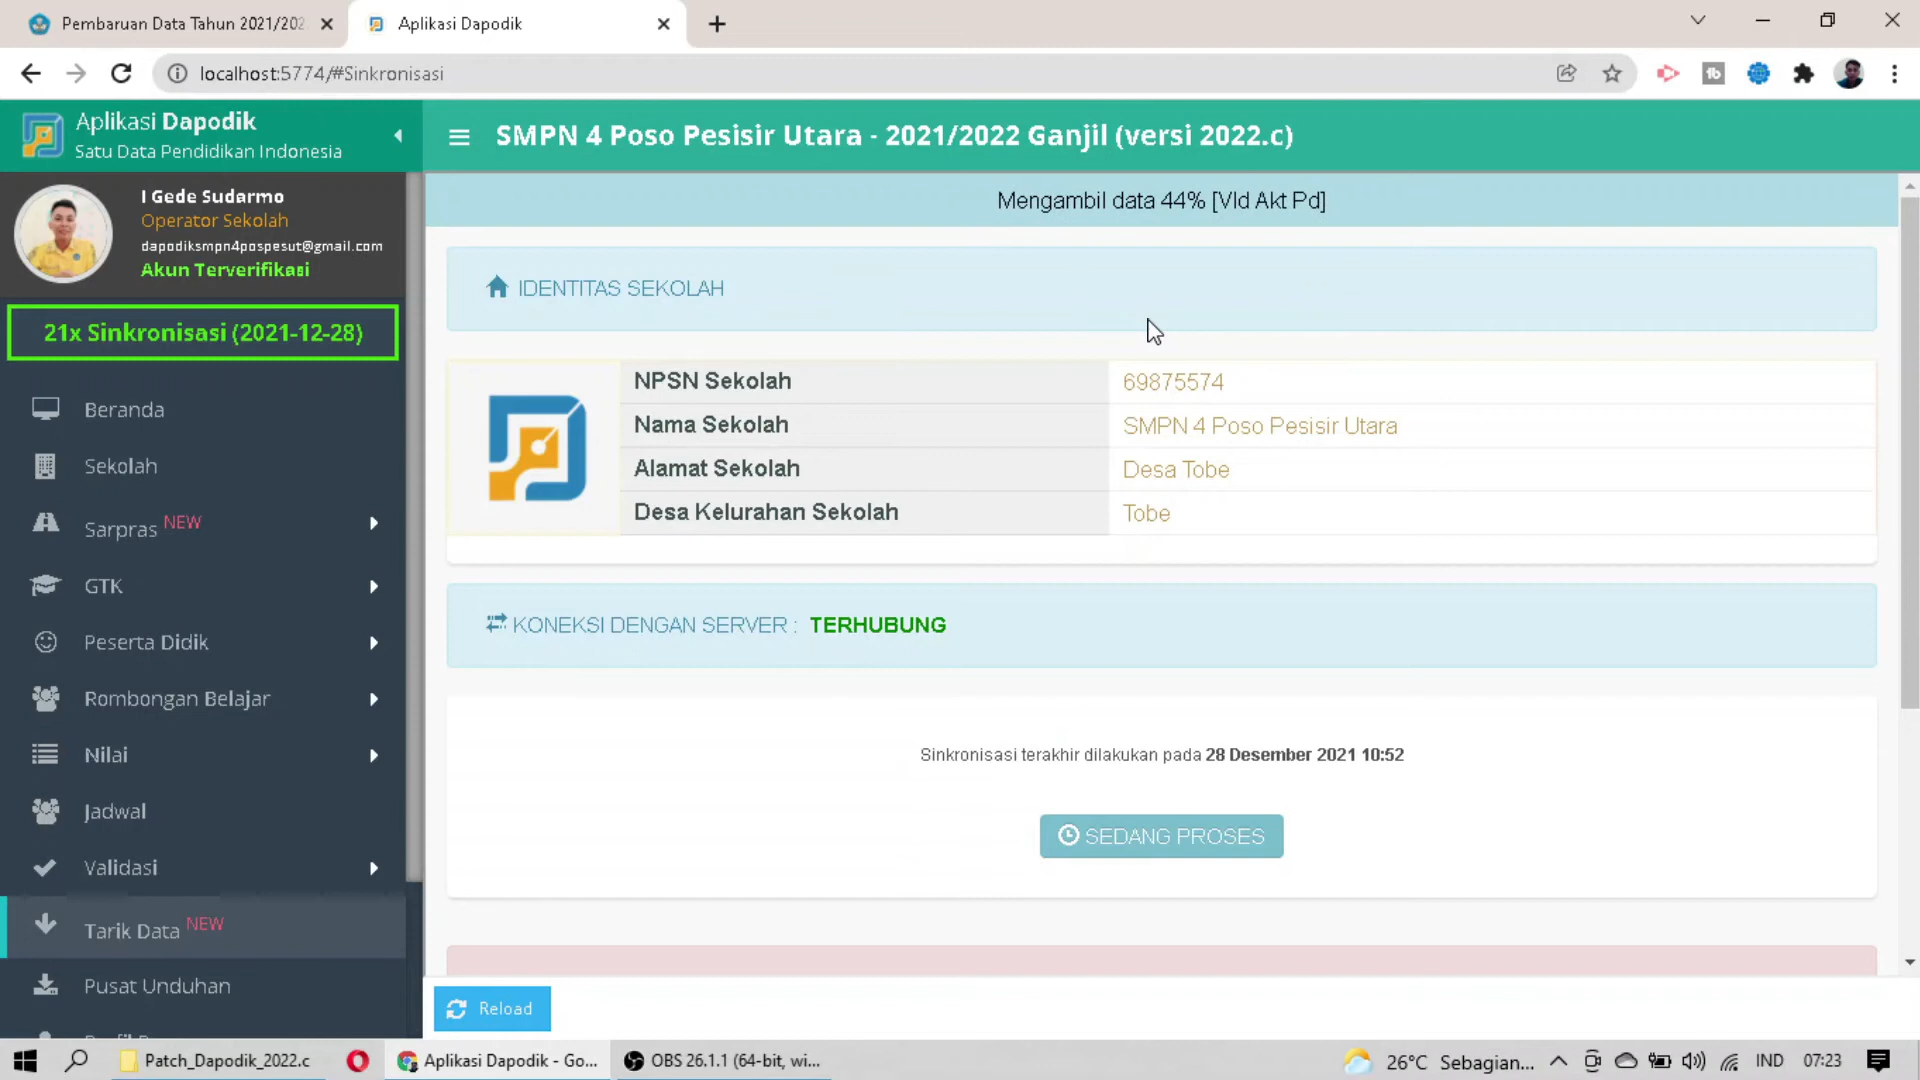 Pembaruan Data Tahun 2021/202
Aplikasi Dapodik
localhost:5774/#Sinkronisasi
Aplikasi Dapodik
Satu Data Pendidikan Indonesia
SMPN 4 Poso Pesisir Utara - 2021/2022 Ganjil (versi 2022.c)
I Gede Sudarmo
Operator Sekolah
dapodiksmpn4pospesut@gmail.com
Akun Terverifikasi
21x Sinkronisasi (2021-12-28)
Beranda
Sekolah
Sarpras NEW
GTK
Peserta Didik
Rombongan Belajar
Nilai
Jadwal
Validasi
Tarik Data NEW
Pusat Unduhan
Mengambil data 44% [Vld Akt Pd]
IDENTITAS SEKOLAH
NPSN Sekolah 69875574
Nama Sekolah SMPN 4 Poso Pesisir Utara
Alamat Sekolah Desa Tobe
Desa Kelurahan Sekolah Tobe
KONEKSI DENGAN SERVER : TERHUBUNG
Sinkronisasi terakhir dilakukan pada 28 Desember 2021 10:52
SEDANG PROSES
Reload
Patch_Dapodik_2022.c
Aplikasi Dapodik - Go...
OBS 26.1.1 (64-bit, wi...
26°C Sebagian...
IND
07:23